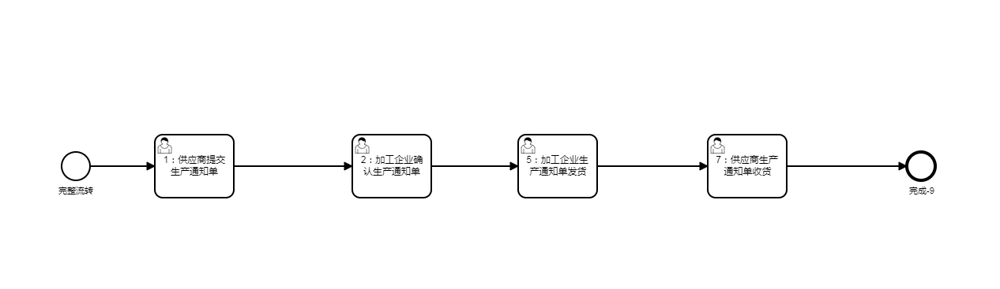 完整流转
1：供应商提交
生产通知单
2：加工企业确
认生产通知单
5：加工企业生
产通知单发货
7：供应商生产
通知单收货
完成-9